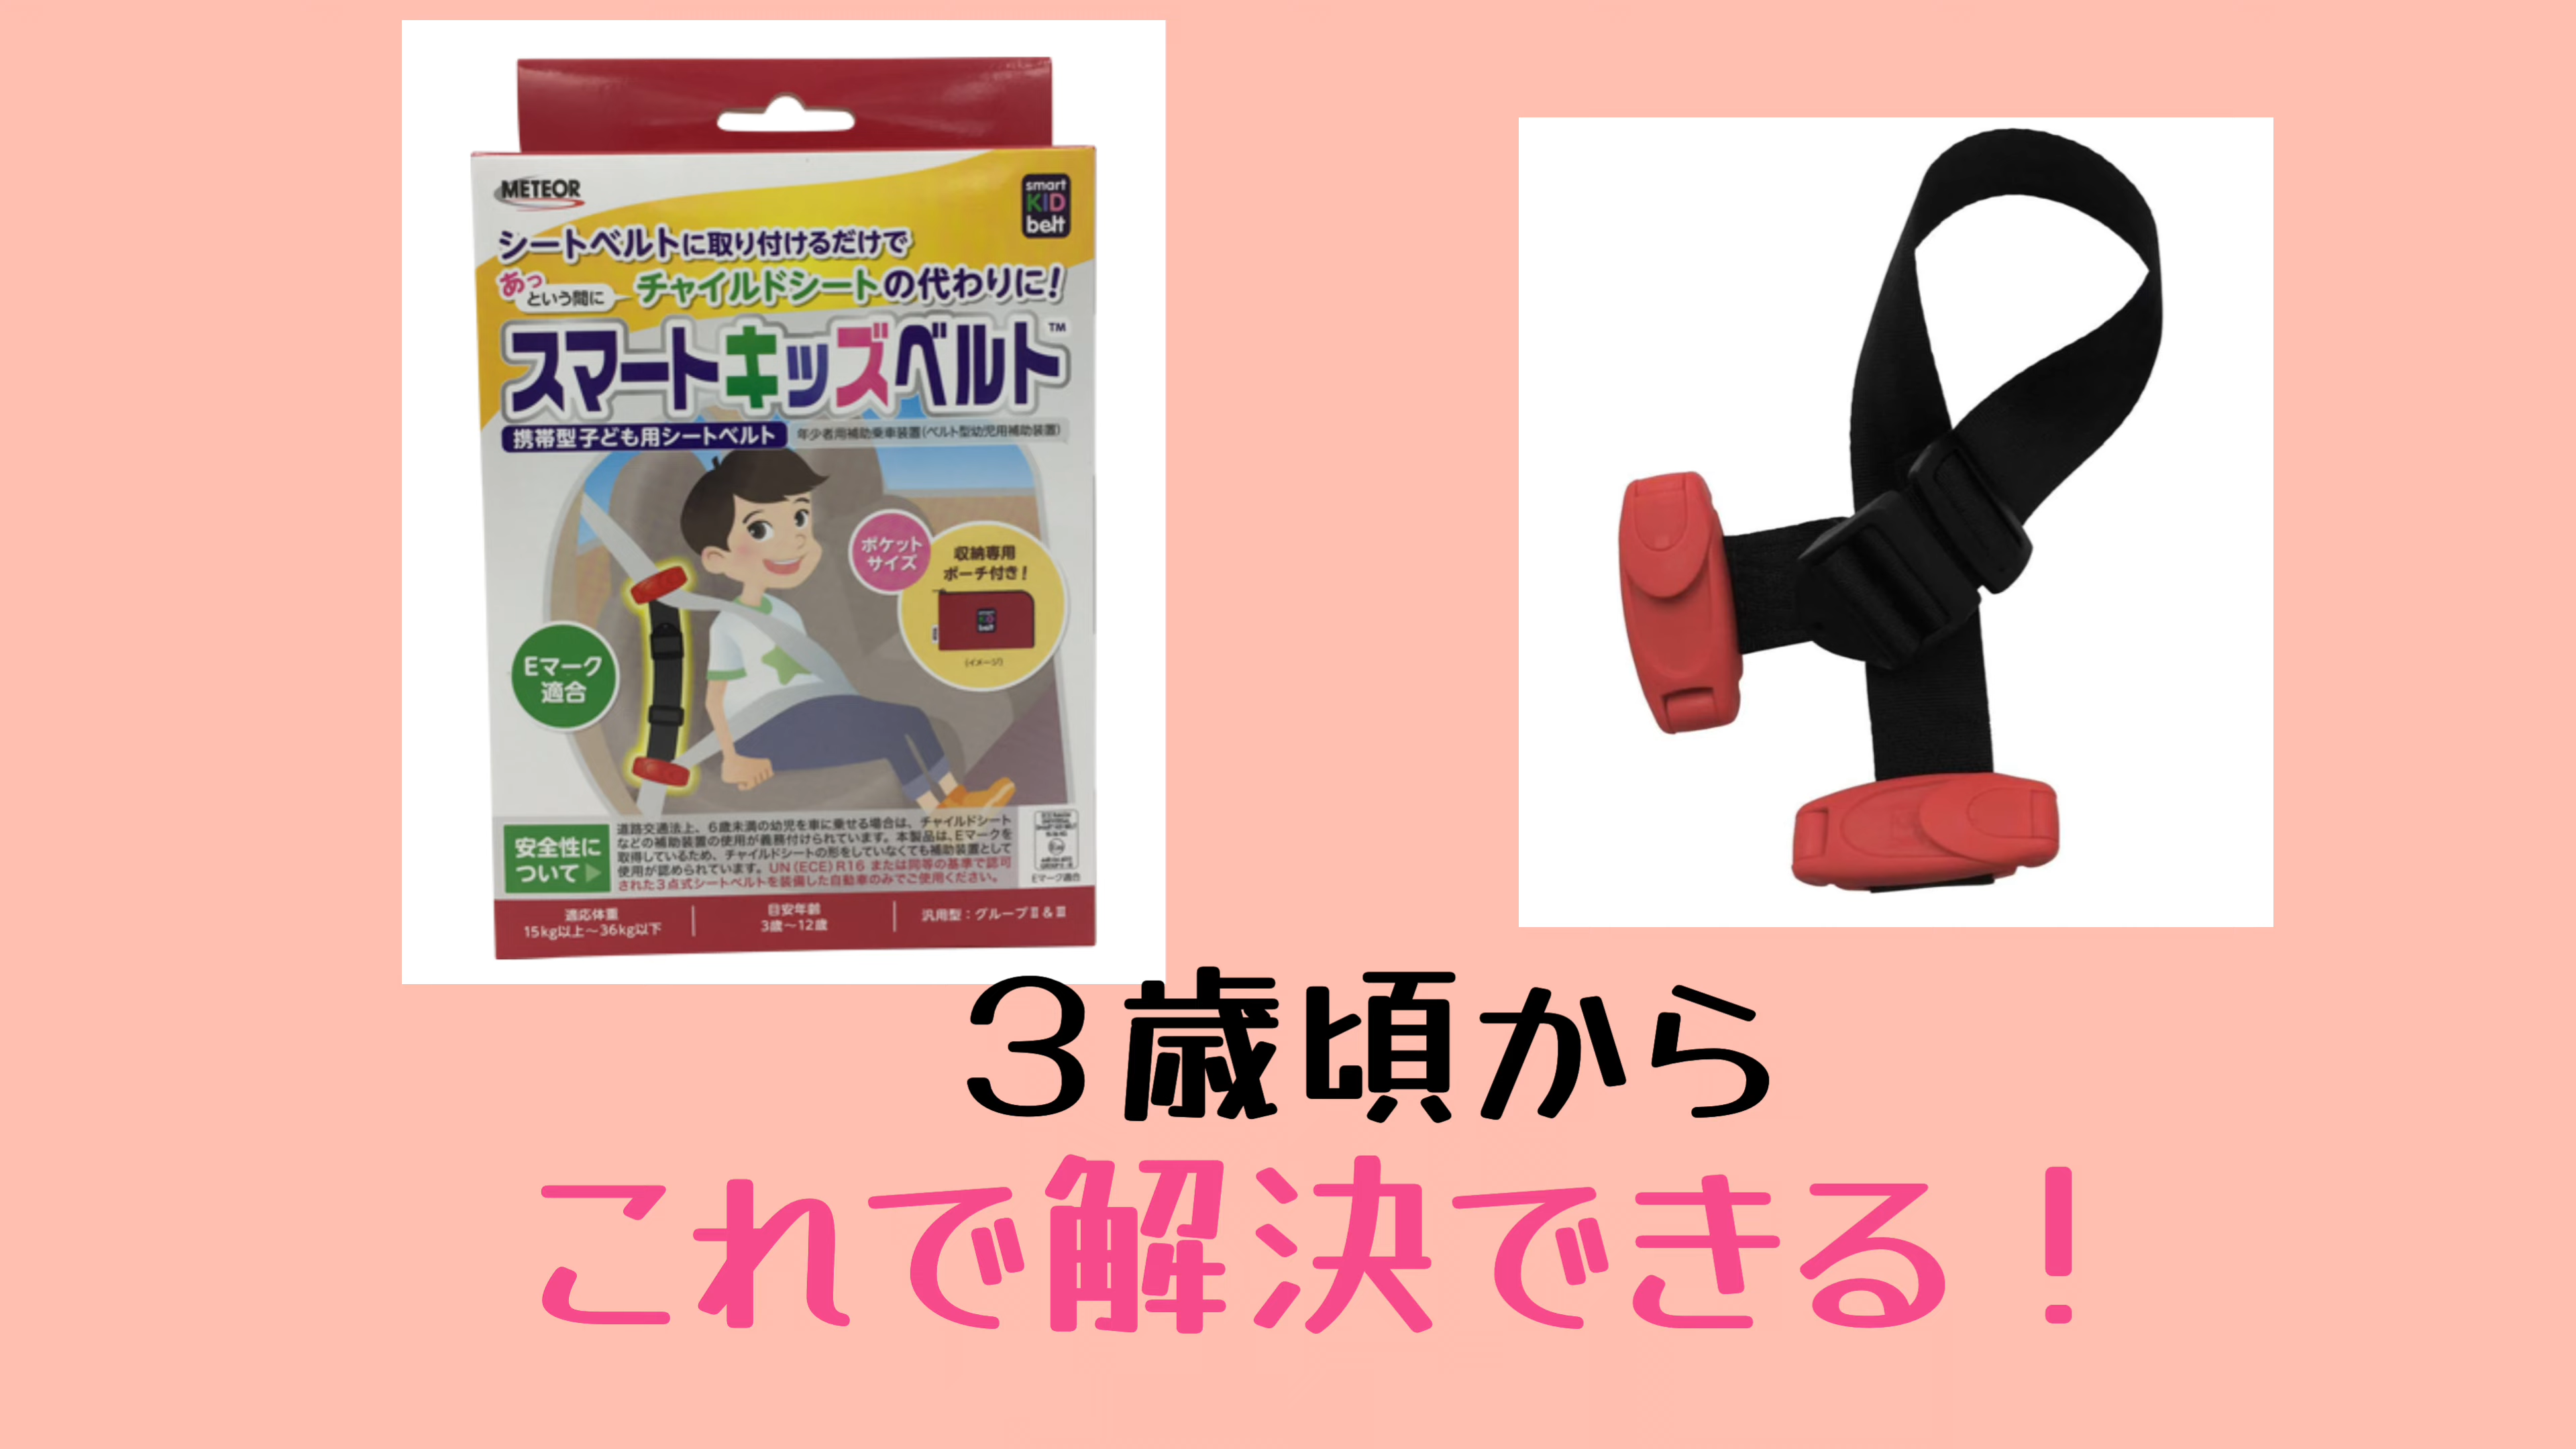 METEOR
smart
KID
belt
シートベルトに取り付けるだけで
あっという間に チャイルドシートの代わりに!
スマートキッズベルト™
携帯型子ども用シートベルト 年少者用補助乗車装置(ベルト型幼児用補助装置)
ポケット
サイズ
収納専用
ポーチ付き!
smart
KID
belt
(イメージ)
Eマーク
適合
安全性に
ついて▶
道路交通法上、6歳未満の幼児を車に乗せる場合は、チャイルドシート
などの補助装置の使用が義務付けられています。本製品は、Eマークを
取得しているため、チャイルドシートの形をしていなくても補助装置として
使用が認められています。UN(ECE)R16 または同等の基準で認可
された3点式シートベルトを装備した自動車のみでご使用ください。
Eマーク適合
適応体重
15kg以上〜36kg以下
目安年齢
3歳〜12歳
汎用型:グループⅡ&Ⅲ
３歳頃から
これで解決できる！